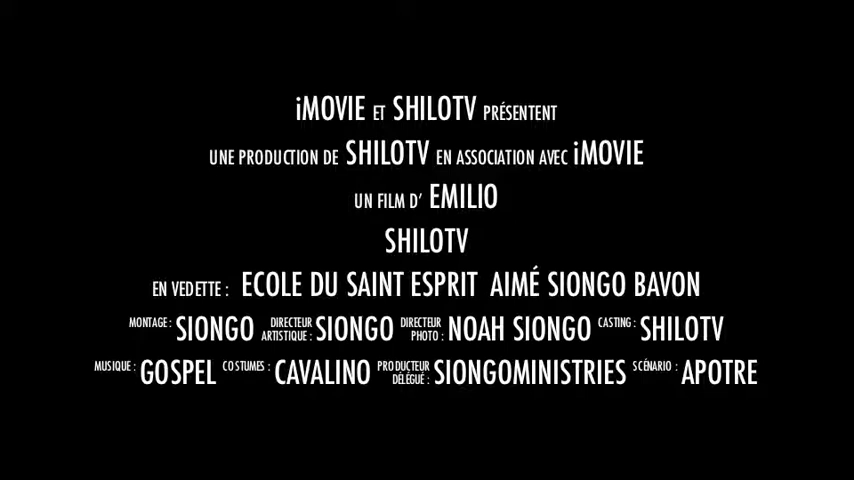 iMOVIE ET SHILOTV PRÉSENTENT
UNE PRODUCTION DE SHILOTV EN ASSOCIATION AVEC iMOVIE
UN FILM D’ EMILIO
SHILOTV
EN VEDETTE : ECOLE DU SAINT ESPRIT AIMÉ SIONGO BAVON
MONTAGE : SIONGO DIRECTEUR ARTISTIQUE : SIONGO DIRECTEUR PHOTO : NOAH SIONGO CASTING : SHILOTV
MUSIQUE : GOSPEL COSTUMES : CAVALINO PRODUCTEUR DÉLÉGUÉ : SIONGOMINISTRIES SCÉNARIO : APOTRE